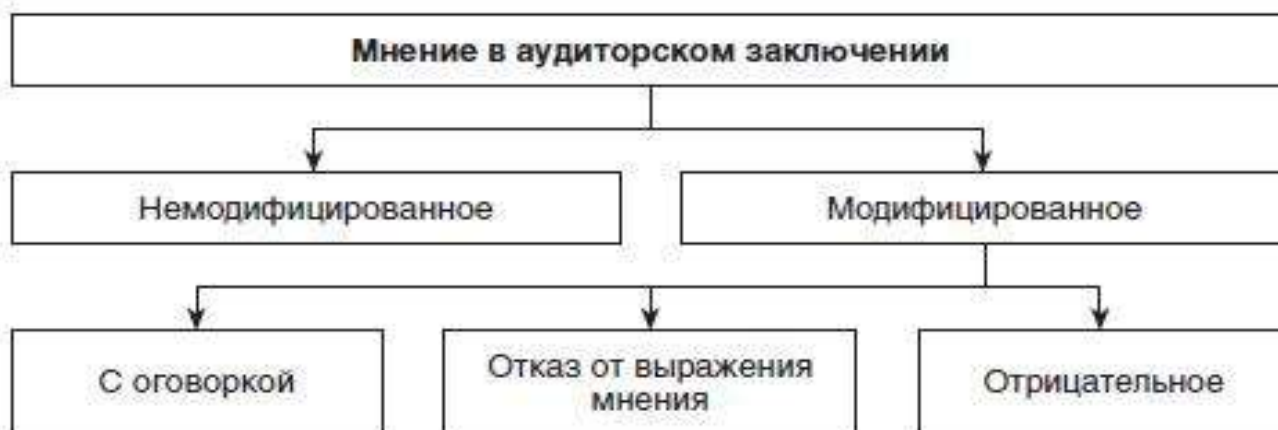 Мнение в аудиторском заключении
Немодифицированное
Модифицированное
С оговоркой
Отказ от выражения
мнения
Отрицательное